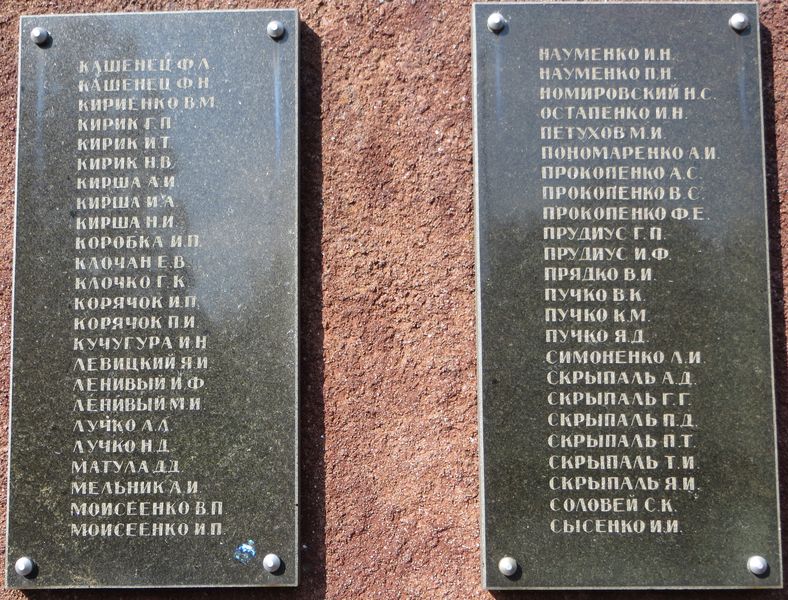 КАШЕНЕЦ Ф.Л.
КАШЕНЕЦ Ф.Н.
КИРИЕНКО В.М.
КИРИК Г.П.
КИРИК И.Т.
КИРИК Н.В.
КИРША А.И.
КИРША И.А.
КИРША Н.И.
КОРОБКА И.П.
КЛОЧАН Е.В.
КЛОЧКО Г.К.
КОРЯЧОК И.П.
КОРЯЧОК П.И.
КУЧУГУРА И.Н.
ЛЕВИЦКИЙ Я.И.
ЛЕНИВЫЙ И.Ф.
ЛЕНИВЫЙ М.И.
ЛУЧКО А.Л.
ЛУЧКО Н.Д.
МАТУЛА Д.Д.
МЕЛЬНИК А.И.
МОИСЕЕНКО В.П.
МОИСЕЕНКО И.П.
НАУМЕНКО И.Н.
НАУМЕНКО П.Н.
НОМИРОВСКИЙ Н.С.
ОСТАПЕНКО И.Н.
ПЕТУХОВ М.И.
ПОНОМАРЕНКО А.И.
ПРОКОПЕНКО А.С.
ПРОКОПЕНКО В.С.
ПРОКОПЕНКО Ф.Е.
ПРУДИУС Г.П.
ПРУДИУС И.Ф.
ПРЯДКО В.И.
ПУЧКО В.К.
ПУЧКО К.М.
ПУЧКО Я.Д.
СИМОНЕНКО Л.И.
СКРЫПАЛЬ А.Д.
СКРЫПАЛЬ Г.Г.
СКРЫПАЛЬ П.Д.
СКРЫПАЛЬ П.Т.
СКРЫПАЛЬ Т.И.
СКРЫПАЛЬ Я.И.
СОЛОВЕЙ С.К.
СЫСЕНКО И.И.